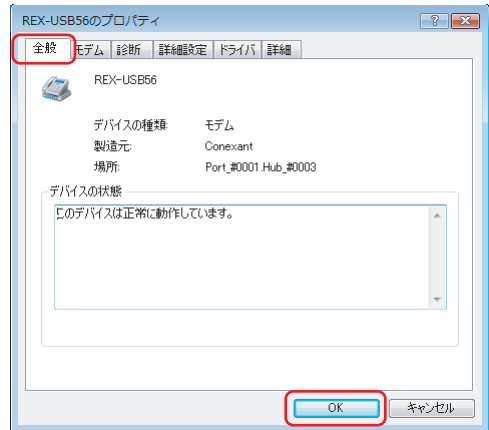 REX-USB56のプロパティ
全般 モデム 診断 詳細設定 ドライバ 詳細
REX-USB56
デバイスの種類: モデム
製造元: Conexant
場所: Port_#0001.Hub_#0003
デバイスの状態
このデバイスは正常に動作しています。
OK キャンセル